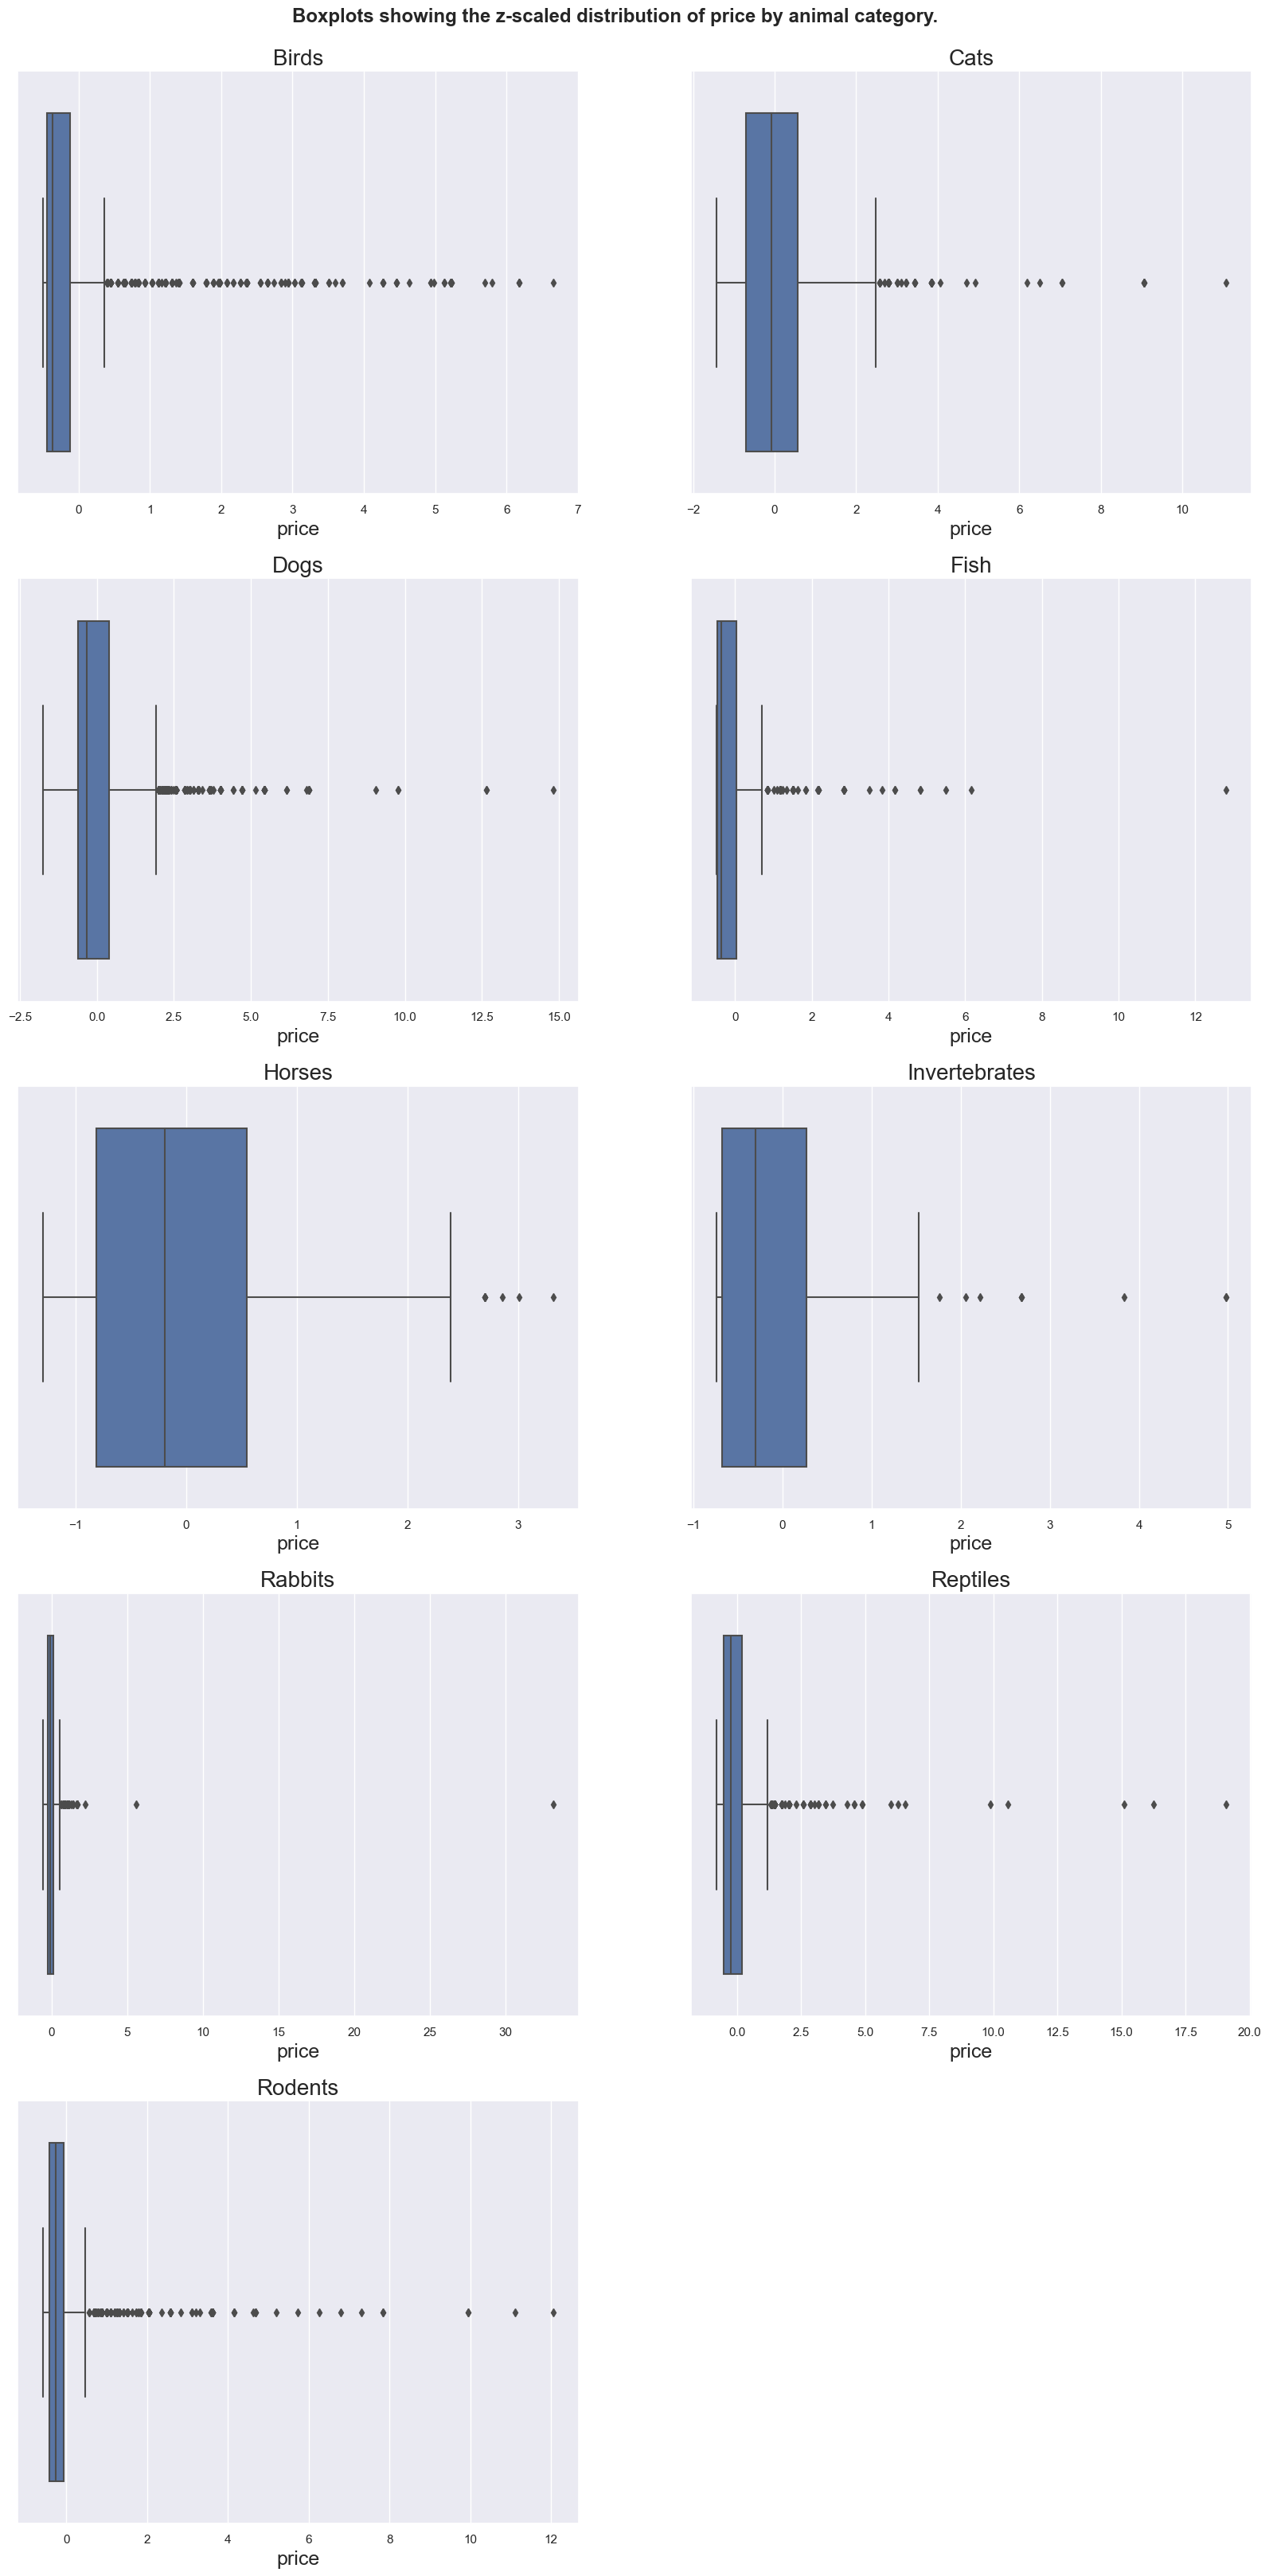 Boxplots showing the z-scaled distribution of price by animal category.
Birds
0 1 2 3 4 5 6 7
price
Cats
−2 0 2 4 6 8 10
price
Dogs
−2.5 0.0 2.5 5.0 7.5 10.0 12.5 15.0
price
Fish
0 2 4 6 8 10 12
price
Horses
−1 0 1 2 3
price
Invertebrates
−1 0 1 2 3 4 5
price
Rabbits
0 5 10 15 20 25 30
price
Reptiles
0.0 2.5 5.0 7.5 10.0 12.5 15.0 17.5 20.0
price
Rodents
0 2 4 6 8 10 12
price